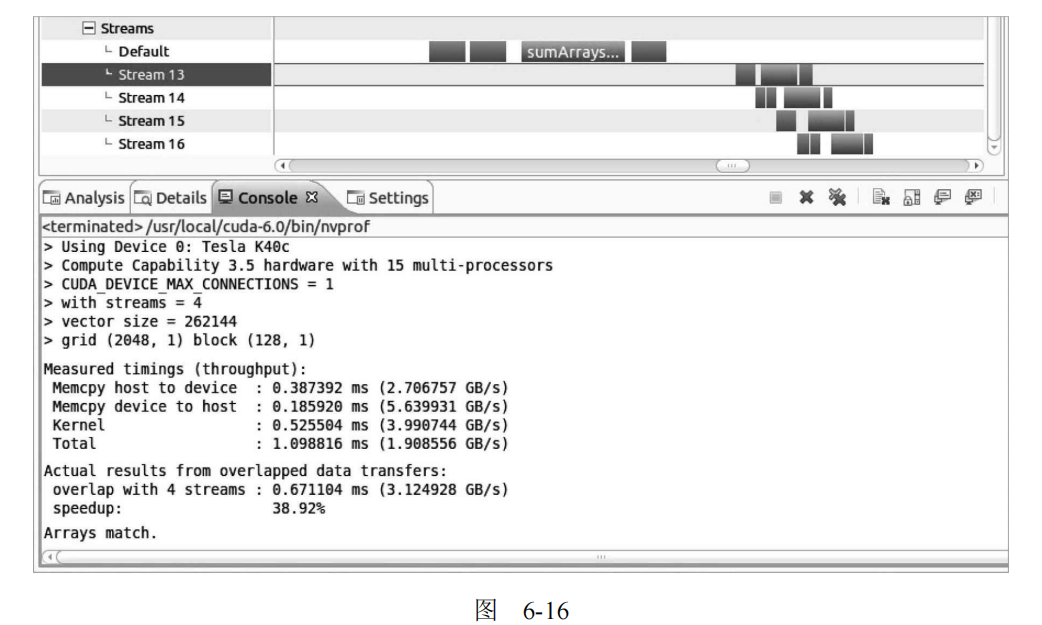 Streams
Default
sumArrays...
Stream 13
Stream 14
Stream 15
Stream 16
Analysis Details Console Settings
<terminated> /usr/local/cuda-6.0/bin/nvprof
> Using Device 0: Tesla K40c
> Compute Capability 3.5 hardware with 15 multi-processors
> CUDA_DEVICE_MAX_CONNECTIONS = 1
> with streams = 4
> vector size = 262144
> grid (2048, 1) block (128, 1)
Measured timings (throughput):
Memcpy host to device : 0.387392 ms (2.706757 GB/s)
Memcpy device to host : 0.185920 ms (5.639931 GB/s)
Kernel : 0.525504 ms (3.990744 GB/s)
Total : 1.098816 ms (1.908556 GB/s)
Actual results from overlapped data transfers:
overlap with 4 streams : 0.671104 ms (3.124928 GB/s)
speedup: 38.92%
Arrays match.
图 6-16